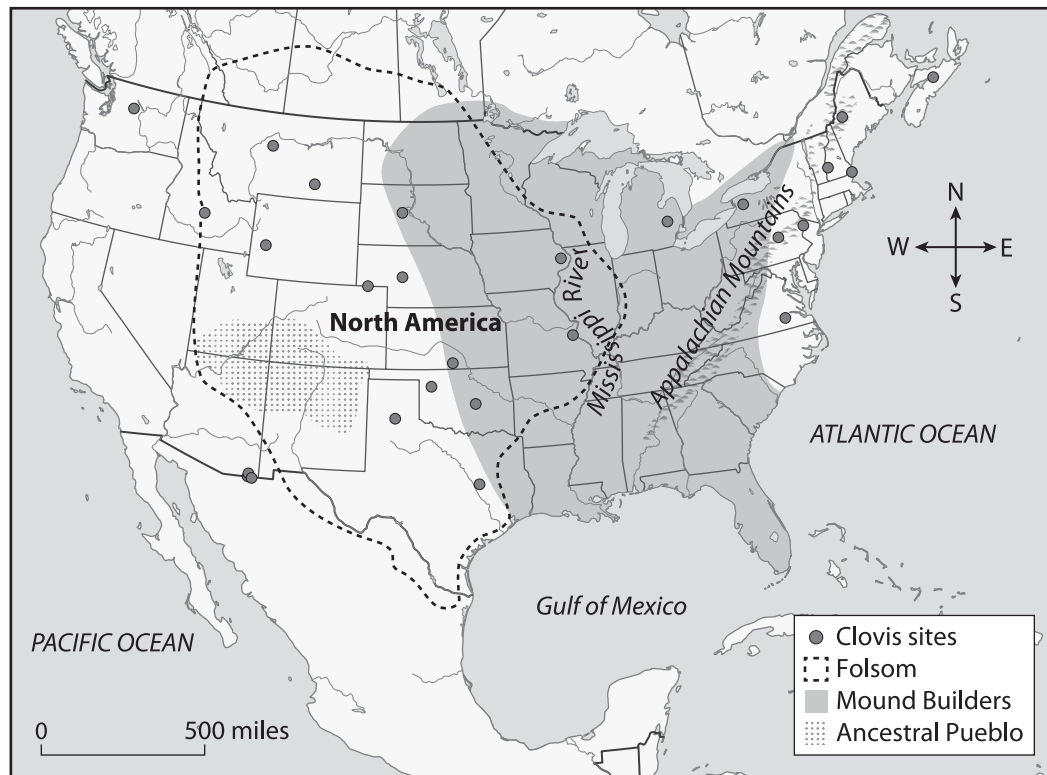 North America
Mississippi River
Appalachian Mountains
N
W
E
S
ATLANTIC OCEAN
Gulf of Mexico
PACIFIC OCEAN
0 500 miles
Clovis sites
Folsom
Mound Builders
Ancestral Pueblo